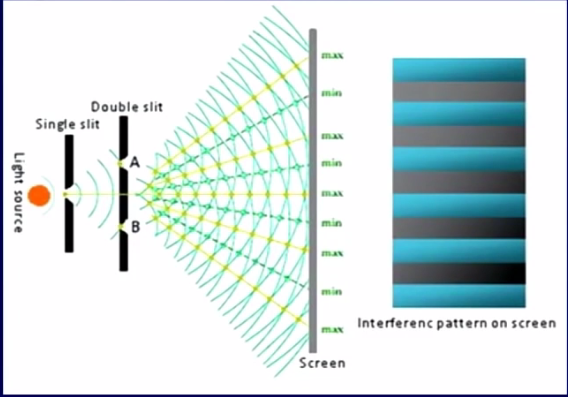 Double slit
Single slit
Light source
A
B
max
min
max
min
max
min
max
min
max
Screen
Interferenc pattern on screen